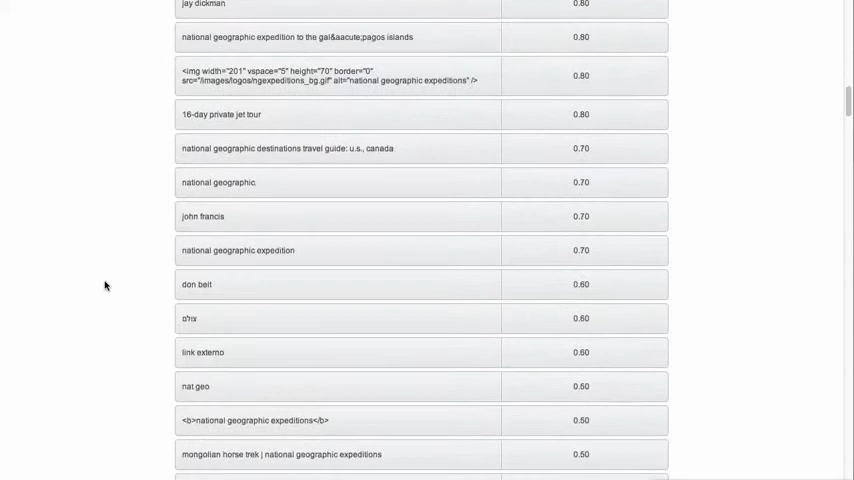 jay dickman 0.80
national geographic expedition to the gal&aacute;pagos islands 0.80
<img width="201" vspace="5" height="70" border="0"
src="/images/logos/ngexpeditions_bg.gif" alt="national geographic expeditions" /> 0.80
16-day private jet tour 0.80
national geographic destinations travel guide: u.s., canada 0.70
national geographic. 0.70
john francis 0.70
national geographic expedition 0.70
don belt 0.60
צולם 0.60
link externo 0.60
nat geo 0.50
<b>national geographic expeditions</b> 0.50
mongolian horse trek | national geographic expeditions 0.50